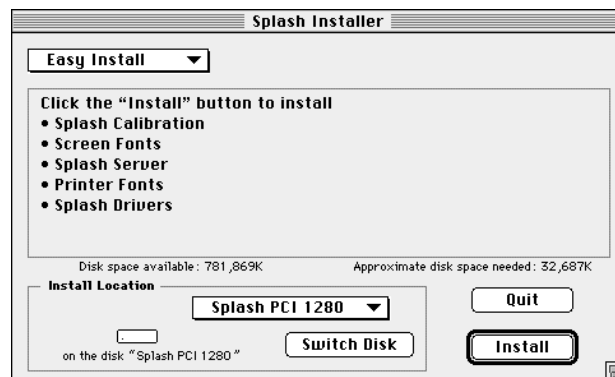 Splash Installer
Easy Install
Click the “Install” button to install
• Splash Calibration
• Screen Fonts
• Splash Server
• Printer Fonts
• Splash Drivers
Disk space available: 781,869K Approximate disk space needed: 32,687K
Install Location
Splash PCI 1280
Quit
on the disk “Splash PCI 1280”
Switch Disk
Install